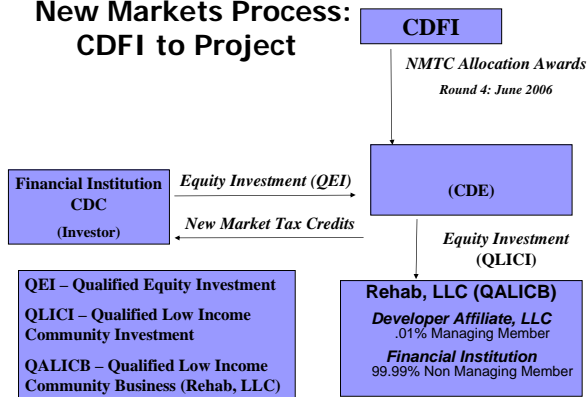 New Markets Process:
CDFI to Project
CDFI
NMTC Allocation Awards
Round 4: June 2006
Financial Institution
CDC
(Investor)
Equity Investment (QEI)
New Market Tax Credits
(CDE)
Equity Investment
(QLICI)
QEI – Qualified Equity Investment
QLICI – Qualified Low Income
Community Investment
QALICB – Qualified Low Income
Community Business (Rehab, LLC)
Rehab, LLC (QALICB)
Developer Affiliate, LLC
.01% Managing Member
Financial Institution
99.99% Non Managing Member